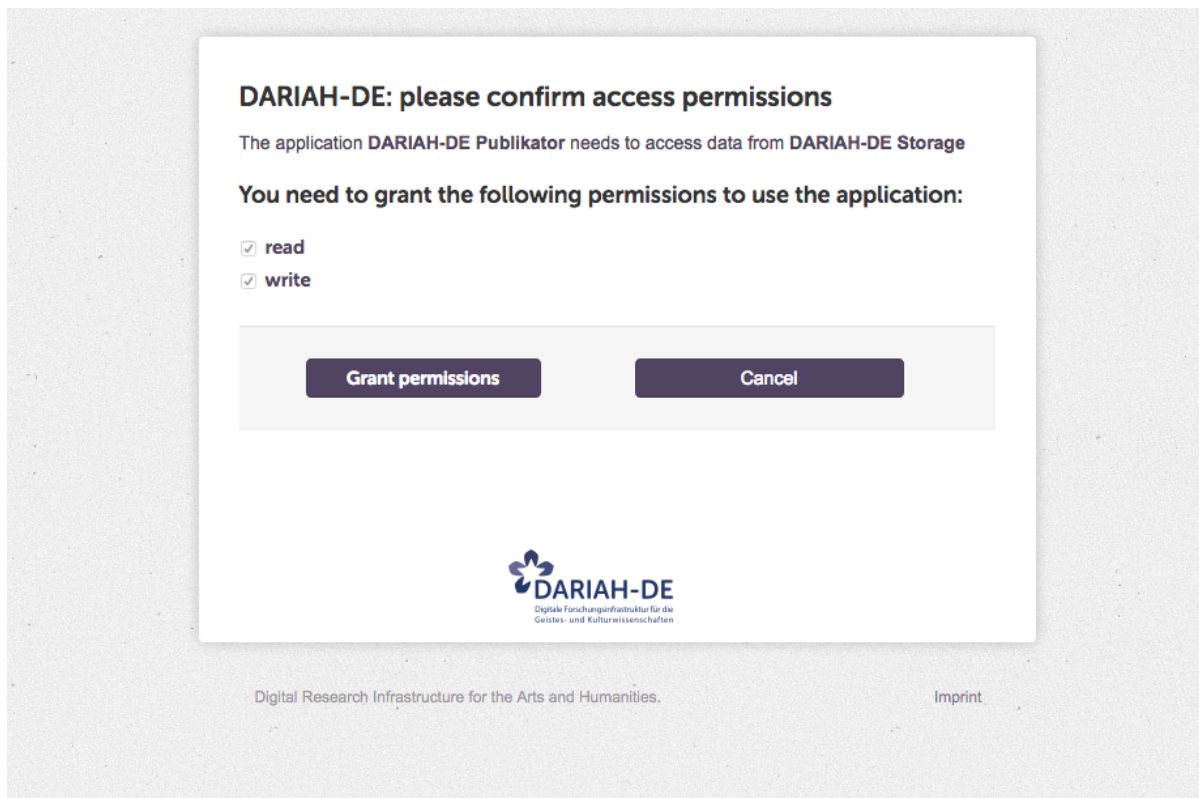 DARIAH-DE: please confirm access permissions
The application DARIAH-DE Publikator needs to access data from DARIAH-DE Storage
You need to grant the following permissions to use the application:
read
write
Grant permissions
Cancel
DARIAH-DE
Digitale Forschungsinfrastruktur für die
Geistes- und Kulturwissenschaften
Digital Research Infrastructure for the Arts and Humanities.
Imprint